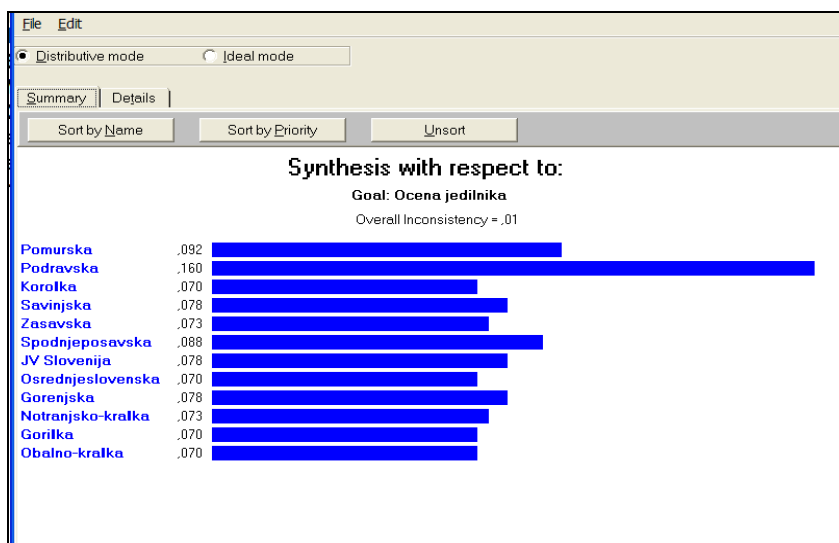 File Edit
Distributive mode Ideal mode
Summary Details
Sort by Name Sort by Priority Unsort
Synthesis with respect to:
Goal: Ocena jedilnika
Overall Inconsistency = ,01
Pomurska ,092
Podravska ,160
Korolka ,070
Savinjska ,078
Zasavska ,073
Spodnjeposavska ,088
JV Slovenija ,078
Osrednjeslovenska ,070
Gorenjska ,078
Notranjsko-kralka ,073
Gorilka ,070
Obalno-kralka ,070